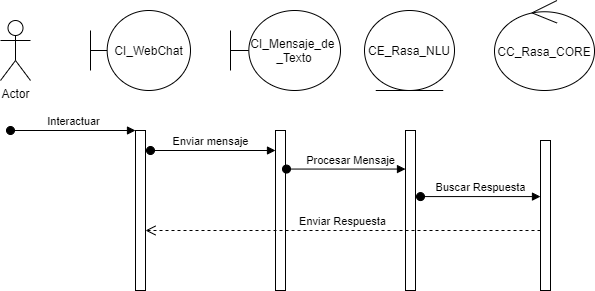 Actor
CI_WebChat
CI_Mensaje_de
_Texto
CE_Rasa_NLU
CC_Rasa_CORE
Interactuar
Enviar mensaje
Procesar Mensaje
Buscar Respuesta
Enviar Respuesta